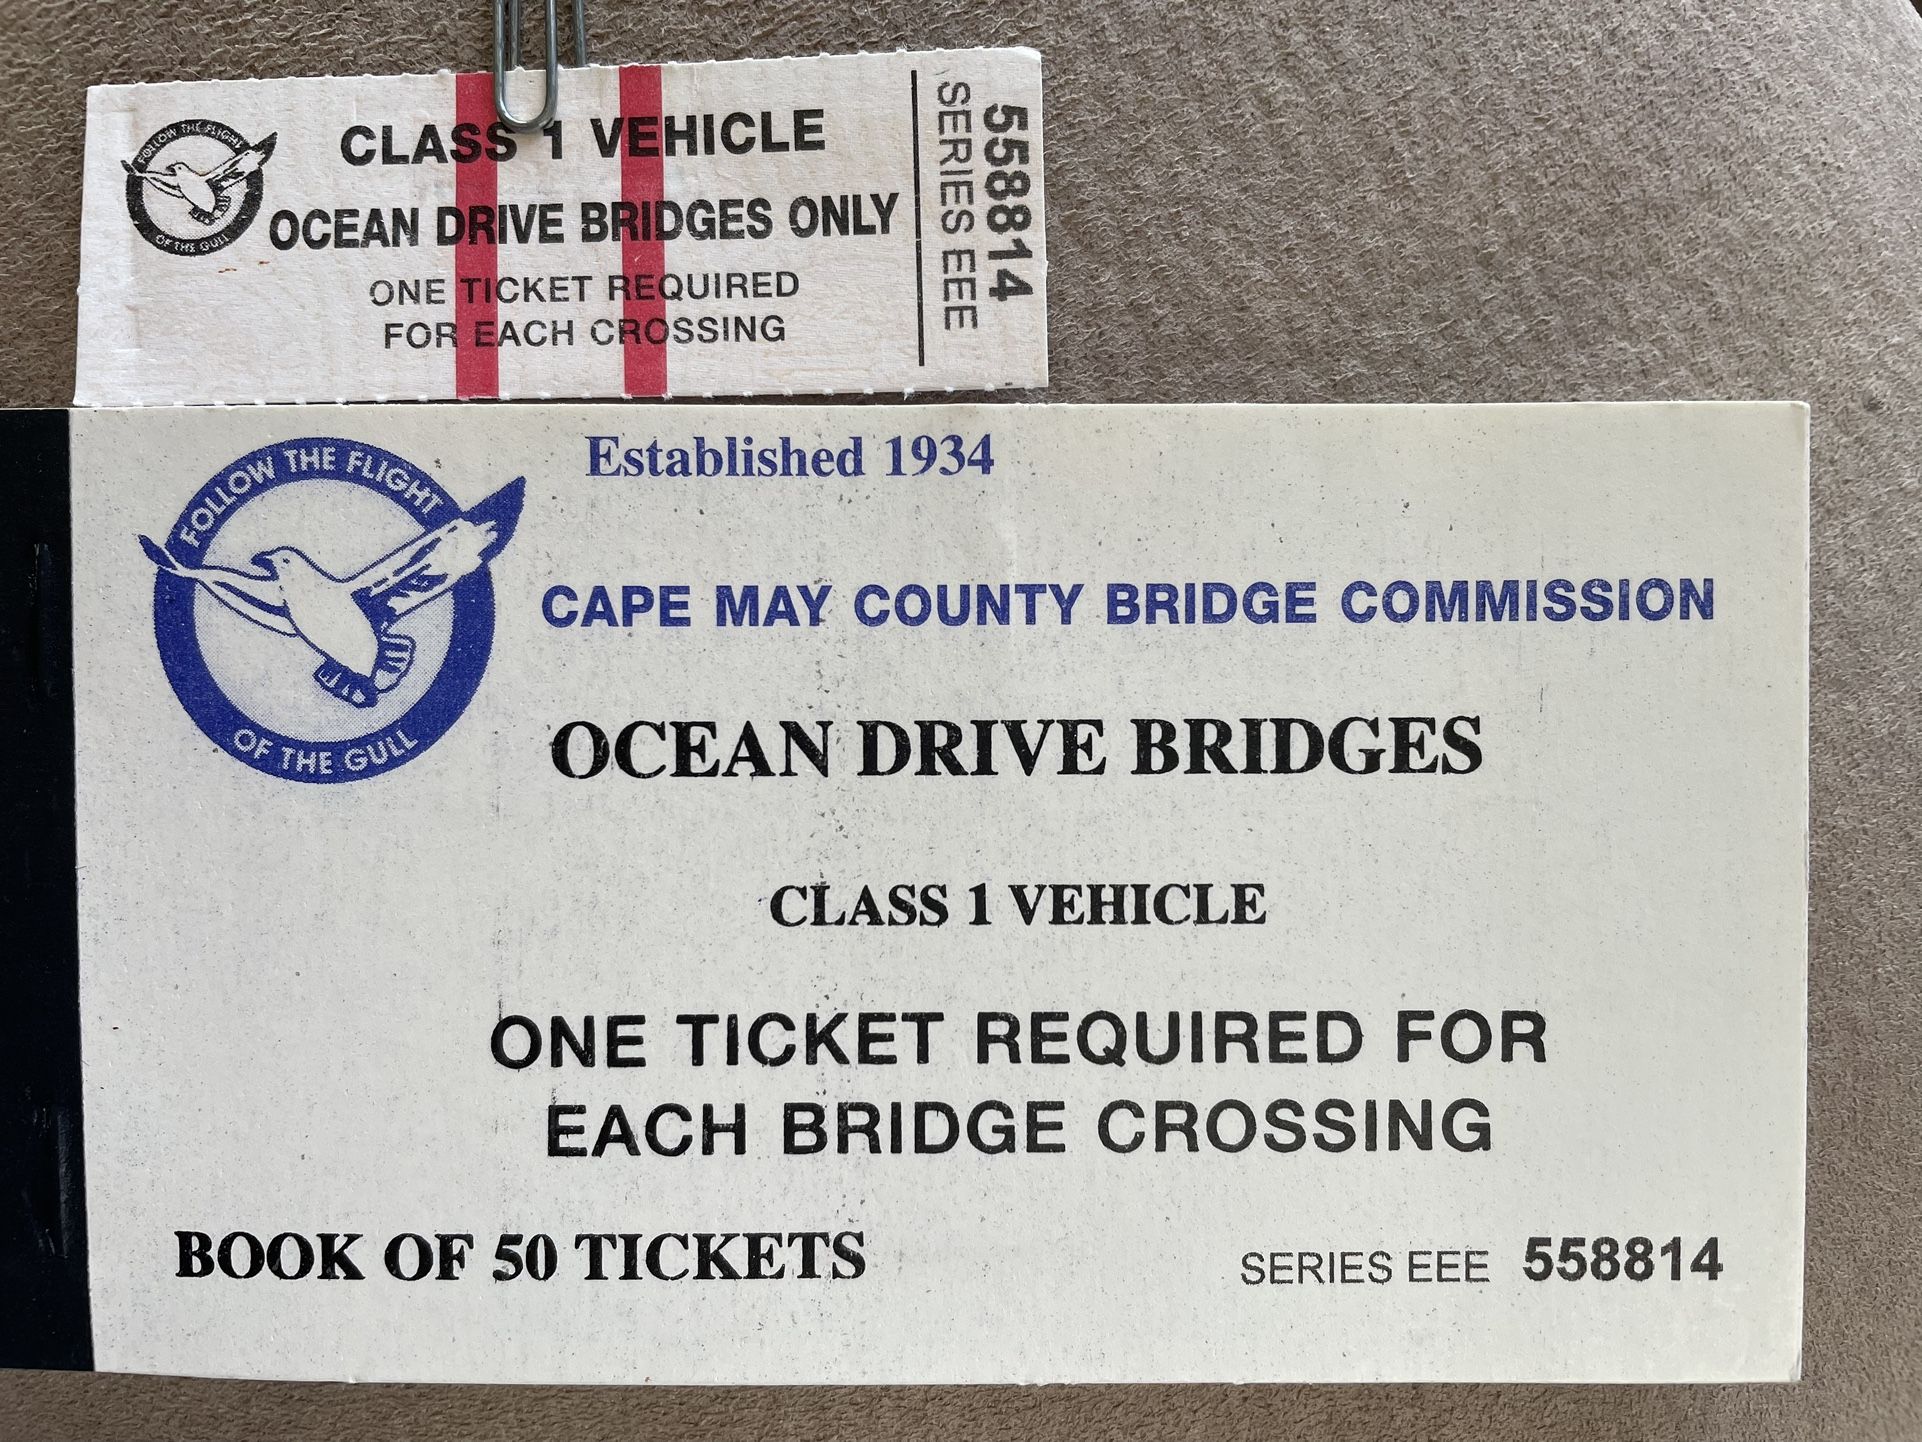 FOLLOW THE FLIGHT
OF THE GULL
CLASS 1 VEHICLE
OCEAN DRIVE BRIDGES ONLY
ONE TICKET REQUIRED
FOR EACH CROSSING
SERIES EEE
558814
FOLLOW THE FLIGHT
OF THE GULL
Established 1934
CAPE MAY COUNTY BRIDGE COMMISSION
OCEAN DRIVE BRIDGES
CLASS 1 VEHICLE
ONE TICKET REQUIRED FOR
EACH BRIDGE CROSSING
BOOK OF 50 TICKETS
SERIES EEE 558814